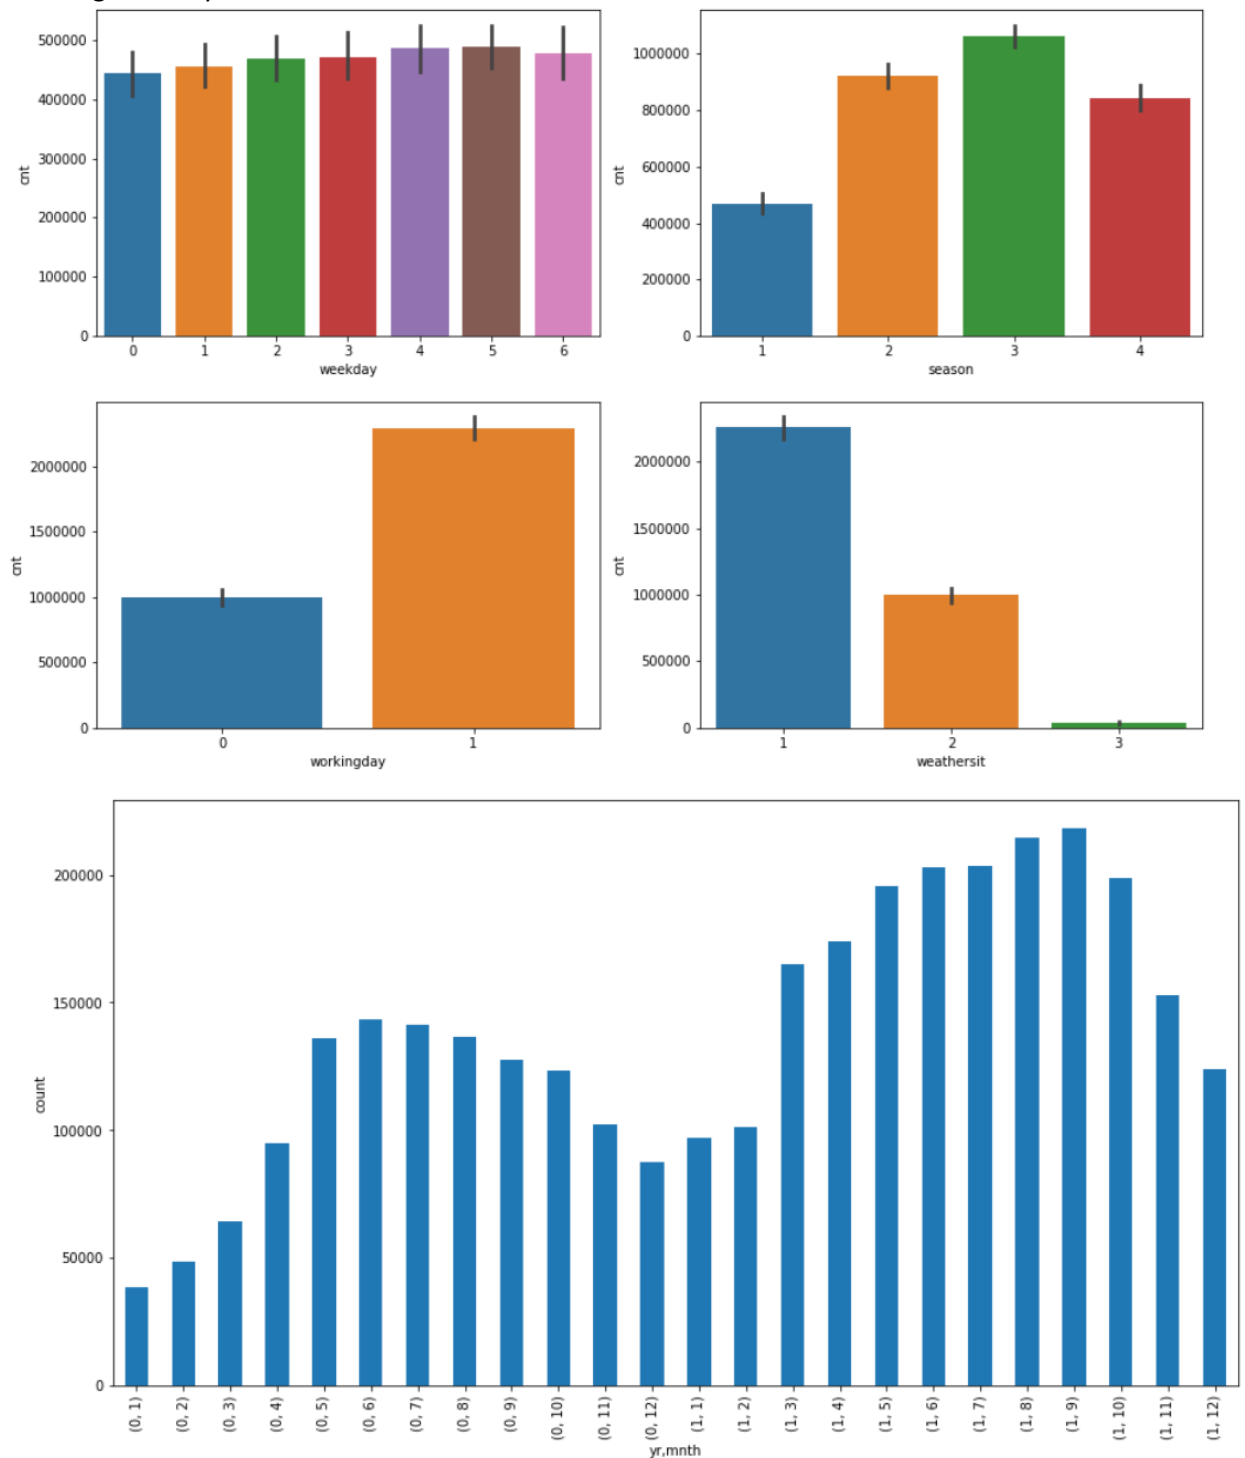 500000
400000
300000
200000
100000
0
cnt
0 1 2 3 4 5 6
weekday
1000000
800000
600000
400000
200000
0
cnt
1 2 3 4
season
2000000
1500000
1000000
500000
0
cnt
0 1
workingday
2000000
1500000
1000000
500000
0
cnt
1 2 3
weathersit
200000
150000
100000
50000
0
count
(0, 1) (0, 2) (0, 3) (0, 4) (0, 5) (0, 6) (0, 7) (0, 8) (0, 9) (0, 10) (0, 11) (0, 12) (1, 1) (1, 2) (1, 3) (1, 4) (1, 5) (1, 6) (1, 7) (1, 8) (1, 9) (1, 10) (1, 11) (1, 12)
yr,mnth